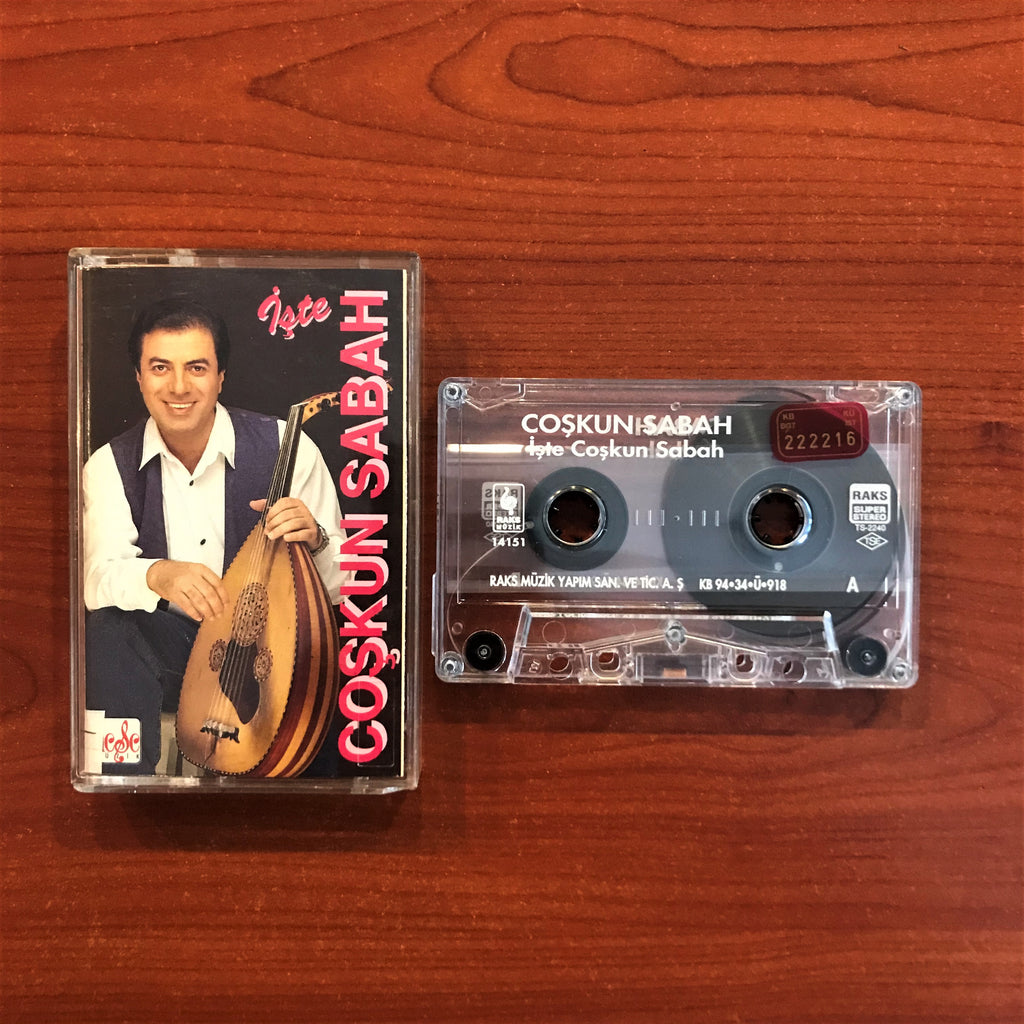 İşte
COŞKUN SABAH
CSC
MÜZİK
COŞKUN SABAH
İşte Coşkun Sabah
KB
222216
RAKS
MÜZİK
14151
RAKS
SUPER
STEREO
TS-2240
TSE
RAKS MÜZİK YAPIM SAN. VE TİC. A. Ş KB 94•34•Ü•918
A